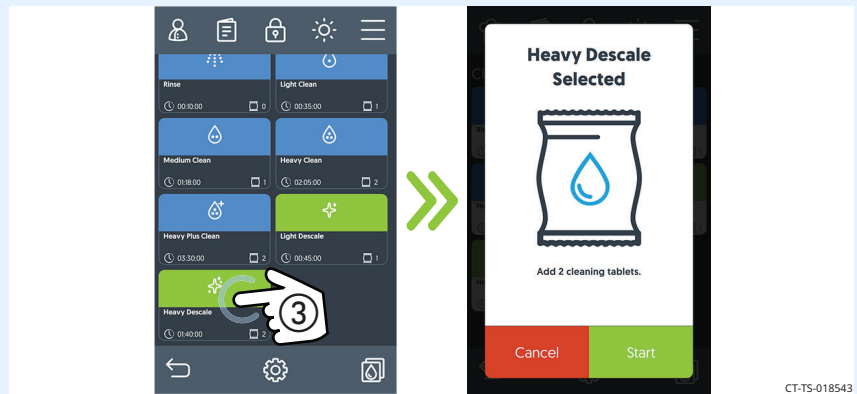 Rinse
00:10:00
0
Light Clean
00:35:00
1
Medium Clean
01:18:00
1
Heavy Clean
02:05:00
2
Heavy Plus Clean
03:30:00
2
Light Descale
00:45:00
1
Heavy Descale
01:40:00
2
3
Heavy Descale
Selected
Add 2 cleaning tablets.
Cancel
Start
CT-TS-018543